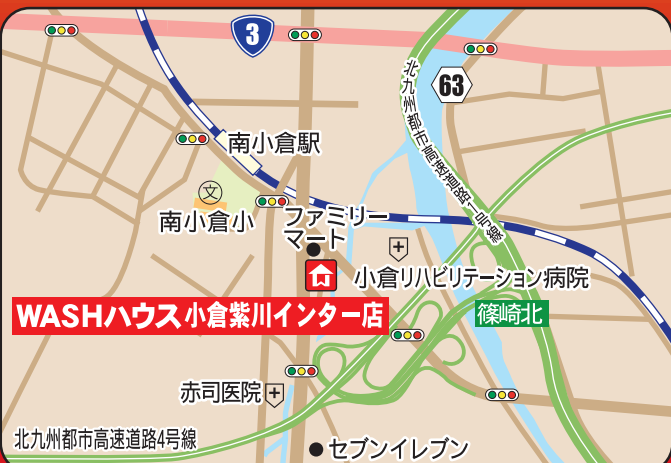 3
63
北九州都市高速道路1号線
南小倉駅
文
南小倉小
ファミリー
マート
小倉リハビリテーション病院
WASHハウス小倉紫川インター店
篠崎北
赤司医院
北九州都市高速道路4号線
セブンイレブン